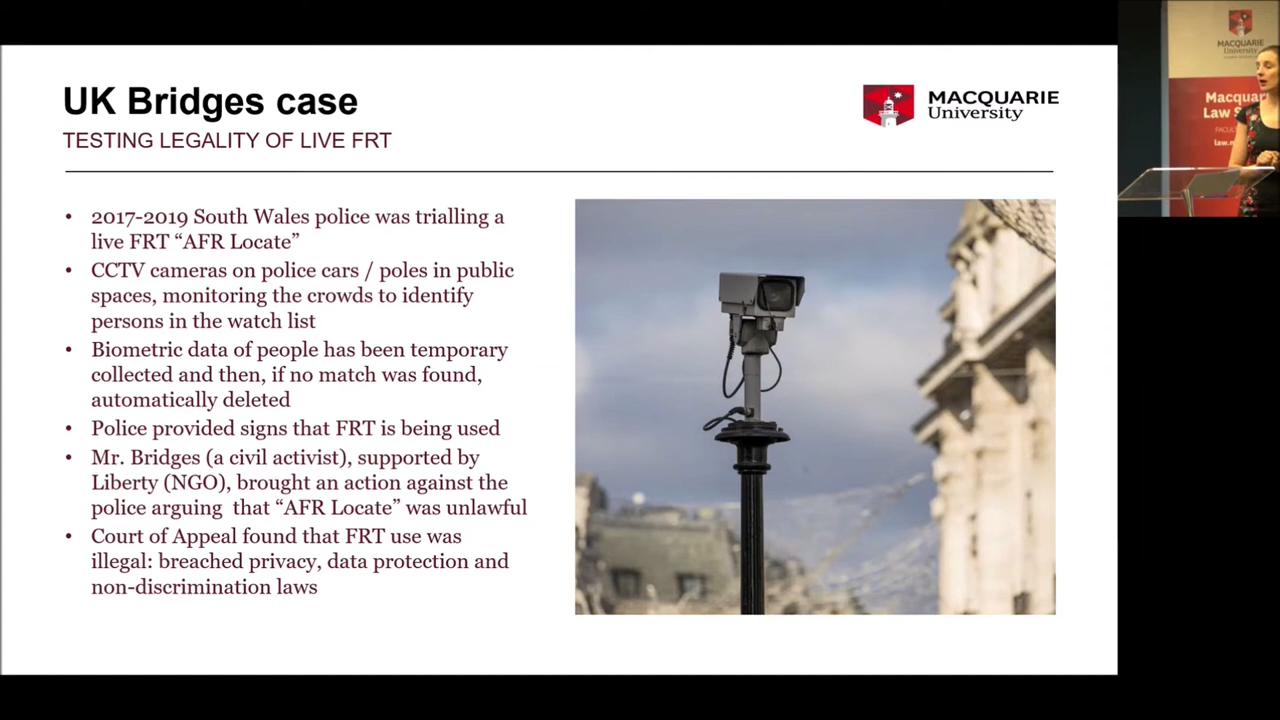 UK Bridges case
TESTING LEGALITY OF LIVE FRT
MACQUARIE
University
• 2017-2019 South Wales police was trialling a
live FRT “AFR Locate”
• CCTV cameras on police cars / poles in public
spaces, monitoring the crowds to identify
persons in the watch list
• Biometric data of people has been temporary
collected and then, if no match was found,
automatically deleted
• Police provided signs that FRT is being used
• Mr. Bridges (a civil activist), supported by
Liberty (NGO), brought an action against the
police arguing  that “AFR Locate” was unlawful
• Court of Appeal found that FRT use was
illegal: breached privacy, data protection and
non-discrimination laws
MACQUARIE
University
Macquar
Law S